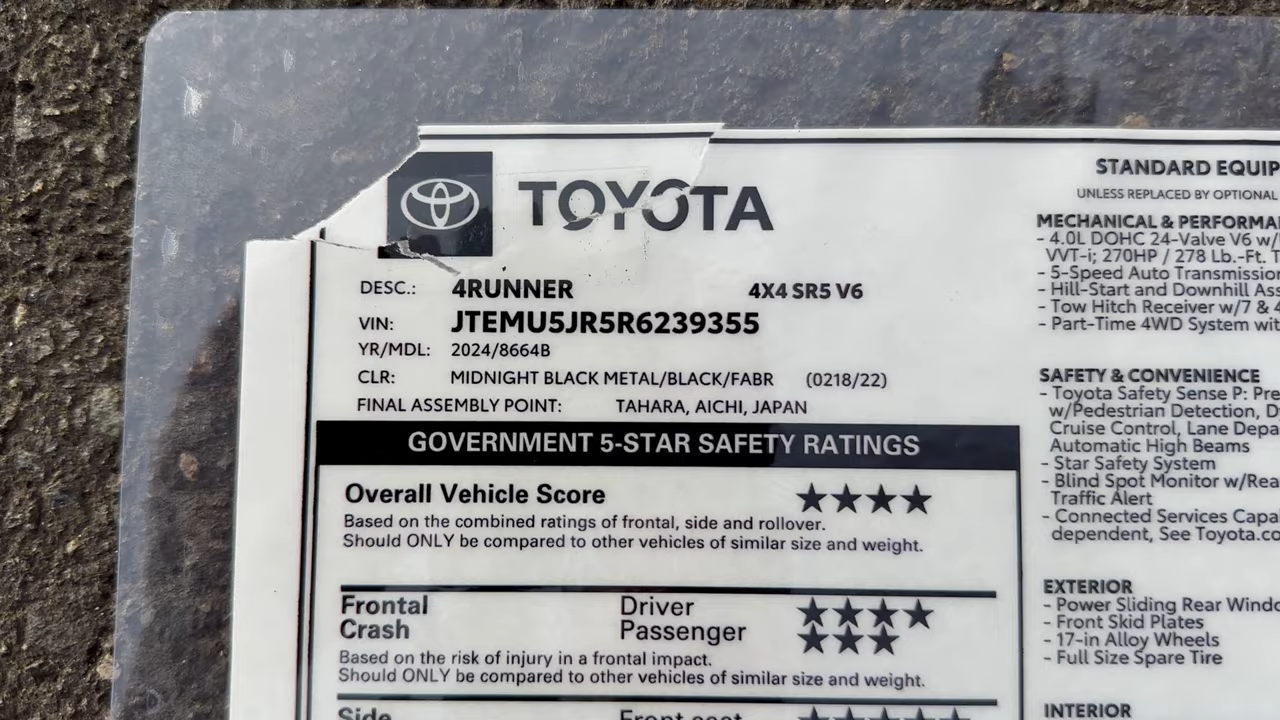 TOYOTA
DESC.: 4RUNNER 4X4 SR5 V6
VIN: JTEMU5JR5R6239355
YR/MDL: 2024/8664B
CLR: MIDNIGHT BLACK METAL/BLACK/FABR (0218/22)
FINAL ASSEMBLY POINT: TAHARA, AICHI, JAPAN
GOVERNMENT 5-STAR SAFETY RATINGS
Overall Vehicle Score ★★★★
Based on the combined ratings of frontal, side and rollover.
Should ONLY be compared to other vehicles of similar size and weight.
Frontal Driver ★★★★
Crash Passenger ★★★
Based on the risk of injury in a frontal impact.
Should ONLY be compared to other vehicles of similar size and weight.
Side Front seat ★★★★★
STANDARD EQUIP
UNLESS REPLACED BY OPTIONAL
MECHANICAL & PERFORMA
- 4.0L DOHC 24-Valve V6 w/
VVT-i; 270HP / 278 Lb.-Ft. T
- 5-Speed Auto Transmission
- Hill-Start and Downhill Ass
- Tow Hitch Receiver w/7 & 4
- Part-Time 4WD System wit
SAFETY & CONVENIENCE
- Toyota Safety Sense P: Pre
w/Pedestrian Detection, D
Cruise Control, Lane Depa
Automatic High Beams
- Star Safety System
- Blind Spot Monitor w/Rea
Traffic Alert
- Connected Services Capa
dependent, See Toyota.co
EXTERIOR
- Power Sliding Rear Windo
- Front Skid Plates
- 17-in Alloy Wheels
- Full Size Spare Tire
INTERIOR